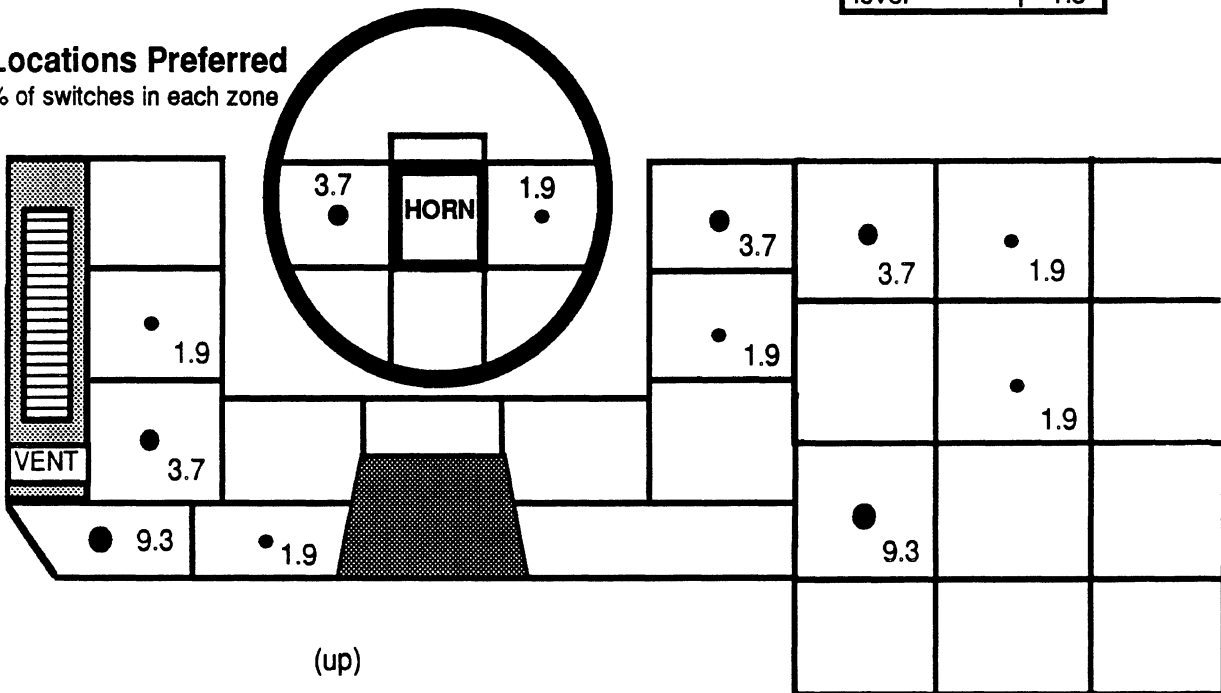 Locations Preferred
% of switches in each zone
3.7
HORN
1.9
3.7
3.7
1.9
1.9
1.9
1.9
VENT
3.7
9.3
1.9
9.3
(up)